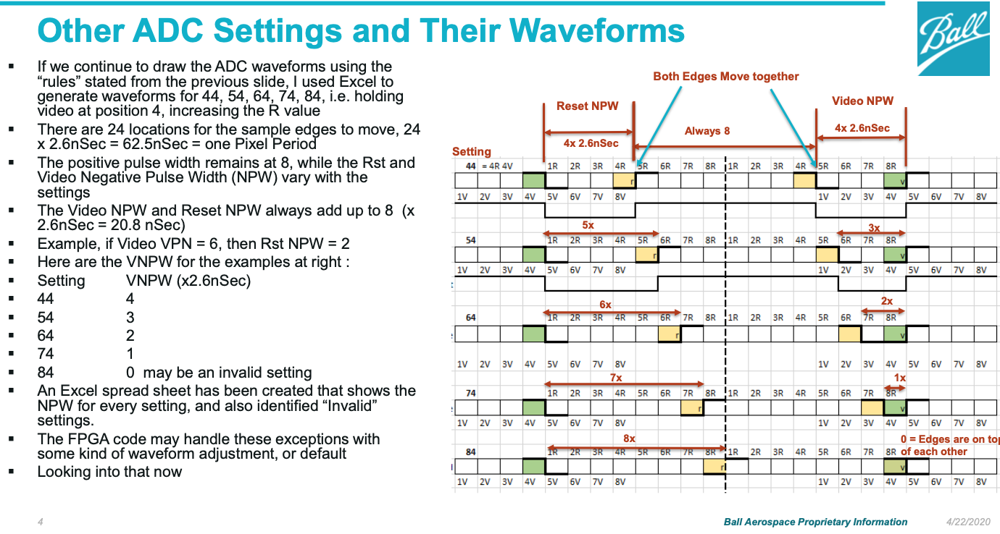 Other ADC Settings and Their Waveforms
Ball
▪ If we continue to draw the ADC waveforms using the
“rules” stated from the previous slide, I used Excel to
generate waveforms for 44, 54, 64, 74, 84, i.e. holding
video at position 4, increasing the R value
▪ There are 24 locations for the sample edges to move, 24
x 2.6nSec = 62.5nSec = one Pixel Period
▪ The positive pulse width remains at 8, while the Rst and
Video Negative Pulse Width (NPW) vary with the
settings
▪ The Video NPW and Reset NPW always add up to 8 (x
2.6nSec = 20.8 nSec)
▪ Example, if Video VPN = 6, then Rst NPW = 2
▪ Here are the VNPW for the examples at right :
▪ Setting VNPW (x2.6nSec)
▪ 44 4
▪ 54 3
▪ 64 2
▪ 74 1
▪ 84 0 may be an invalid setting
▪ An Excel spread sheet has been created that shows the
NPW for every setting, and also identified “Invalid”
settings.
▪ The FPGA code may handle these exceptions with
some kind of waveform adjustment, or default
▪ Looking into that now
Both Edges Move together
Reset NPW
Video NPW
4x 2.6nSec
Always 8
4x 2.6nSec
Setting
44 = 4R 4V 1R 2R 3R 4R 5R 6R 7R 8R 1R 2R 3R 4R 5R 6R 7R 8R
r v
1V 2V 3V 4V 5V 6V 7V 8V 1V 2V 3V 4V 5V 6V 7V 8V
5x 3x
54 1R 2R 3R 4R 5R 6R 7R 8R 1R 2R 3R 4R 5R 6R 7R 8R
r v
1V 2V 3V 4V 5V 6V 7V 8V 1V 2V 3V 4V 5V 6V 7V 8V
6x 2x
64 1R 2R 3R 4R 5R 6R 7R 8R 1R 2R 3R 4R 5R 6R 7R 8R
r v
1V 2V 3V 4V 5V 6V 7V 8V 1V 2V 3V 4V 5V 6V 7V 8V
7x 1x
74 1R 2R 3R 4R 5R 6R 7R 8R 1R 2R 3R 4R 5R 6R 7R 8R
r v
1V 2V 3V 4V 5V 6V 7V 8V 1V 2V 3V 4V 5V 6V 7V 8V
8x 0 = Edges are on top
84 1R 2R 3R 4R 5R 6R 7R 8R 1R 2R 3R 4R 5R 6R 7R 8R of each other
r v
1V 2V 3V 4V 5V 6V 7V 8V 1V 2V 3V 4V 5V 6V 7V 8V
4
Ball Aerospace Proprietary Information
4/22/2020